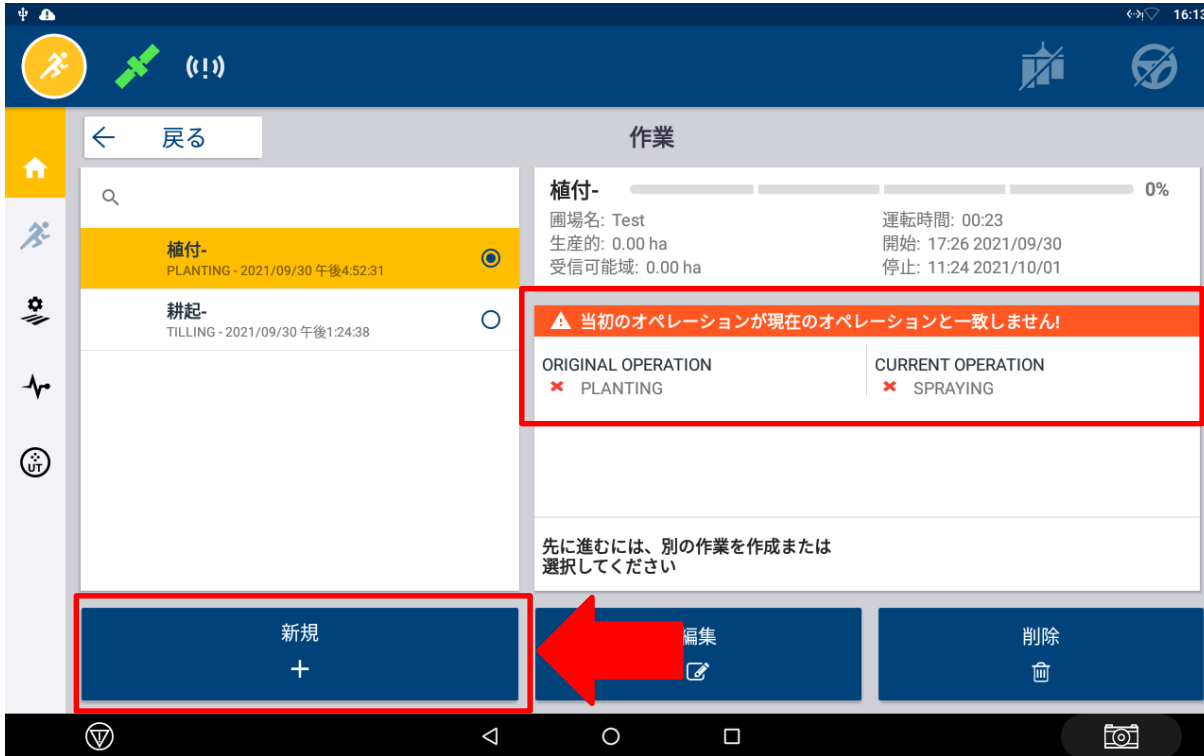 16:13
戻る
作業
植付-
PLANTING - 2021/09/30 午後4:52:31
耕起-
TILLING - 2021/09/30 午後1:24:38
植付-
0%
圃場名: Test
運転時間: 00:23
生産的: 0.00 ha
開始: 17:26 2021/09/30
受信可能域: 0.00 ha
停止: 11:24 2021/10/01
当初のオペレーションが現在のオペレーションと一致しません!
ORIGINAL OPERATION
CURRENT OPERATION
PLANTING
SPRAYING
先に進むには、別の作業を作成または
選択してください
UT
新規
編集
削除